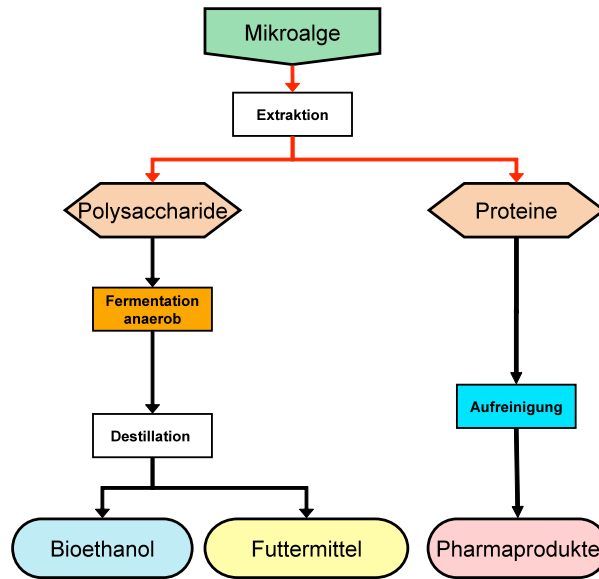 Mikroalge
Extraktion
Polysaccharide
Proteine
Fermentation
anaerob
Aufreinigung
Destillation
Bioethanol
Futtermittel
Pharmaprodukte